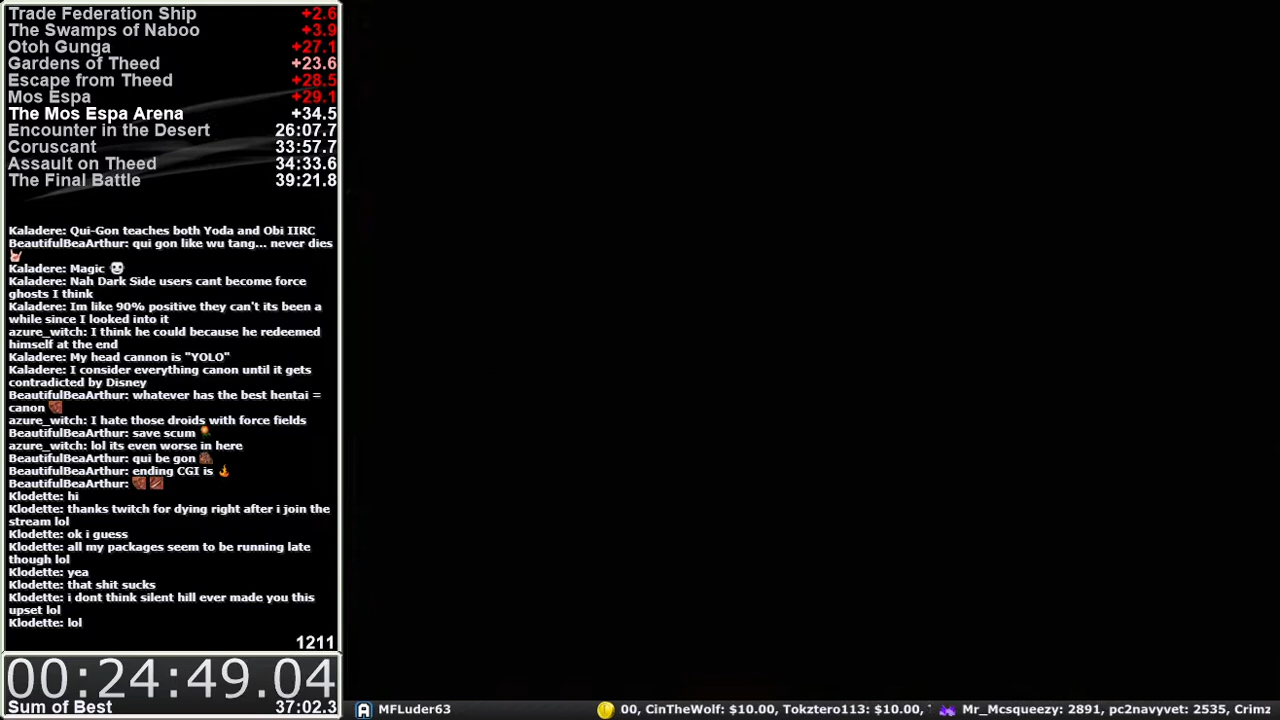 Trade Federation Ship +2.6
The Swamps of Naboo +3.9
Otoh Gunga +27.1
Gardens of Theed +23.6
Escape from Theed +28.5
Mos Espa +29.1
The Mos Espa Arena +34.5
Encounter in the Desert 26:07.7
Coruscant 33:57.7
Assault on Theed 34:33.6
The Final Battle 39:21.8
Kaladere: Qui-Gon teaches both Yoda and Obi IIRC
BeautifulBeaArthur: qui gon like wu tang... never dies
Kaladere: Magic
Kaladere: Nah Dark Side users cant become force
ghosts I think
Kaladere: Im like 90% positive they can't its been a
while since I looked into it
azure_witch: I think he could because he redeemed
himself at the end
Kaladere: My head cannon is "YOLO"
Kaladere: I consider everything canon until it gets
contradicted by Disney
BeautifulBeaArthur: whatever has the best hentai =
canon
azure_witch: I hate those droids with force fields
BeautifulBeaArthur: save scum
azure_witch: lol its even worse in here
BeautifulBeaArthur: qui be gon
BeautifulBeaArthur: ending CGI is
BeautifulBeaArthur:
Klodette: hi
Klodette: thanks twitch for dying right after i join the
stream lol
Klodette: ok i guess
Klodette: all my packages seem to be running late
though lol
Klodette: yea
Klodette: that shit sucks
Klodette: i dont think silent hill ever made you this
upset lol
Klodette: lol
1211
00:24:49.04
Sum of Best 37:02.3
MFLuder63 00, CinTheWolf: $10.00, Tokztero113: $10.00, Mr_Mcsqueezy: 2891, pc2navyvet: 2535, Crimz